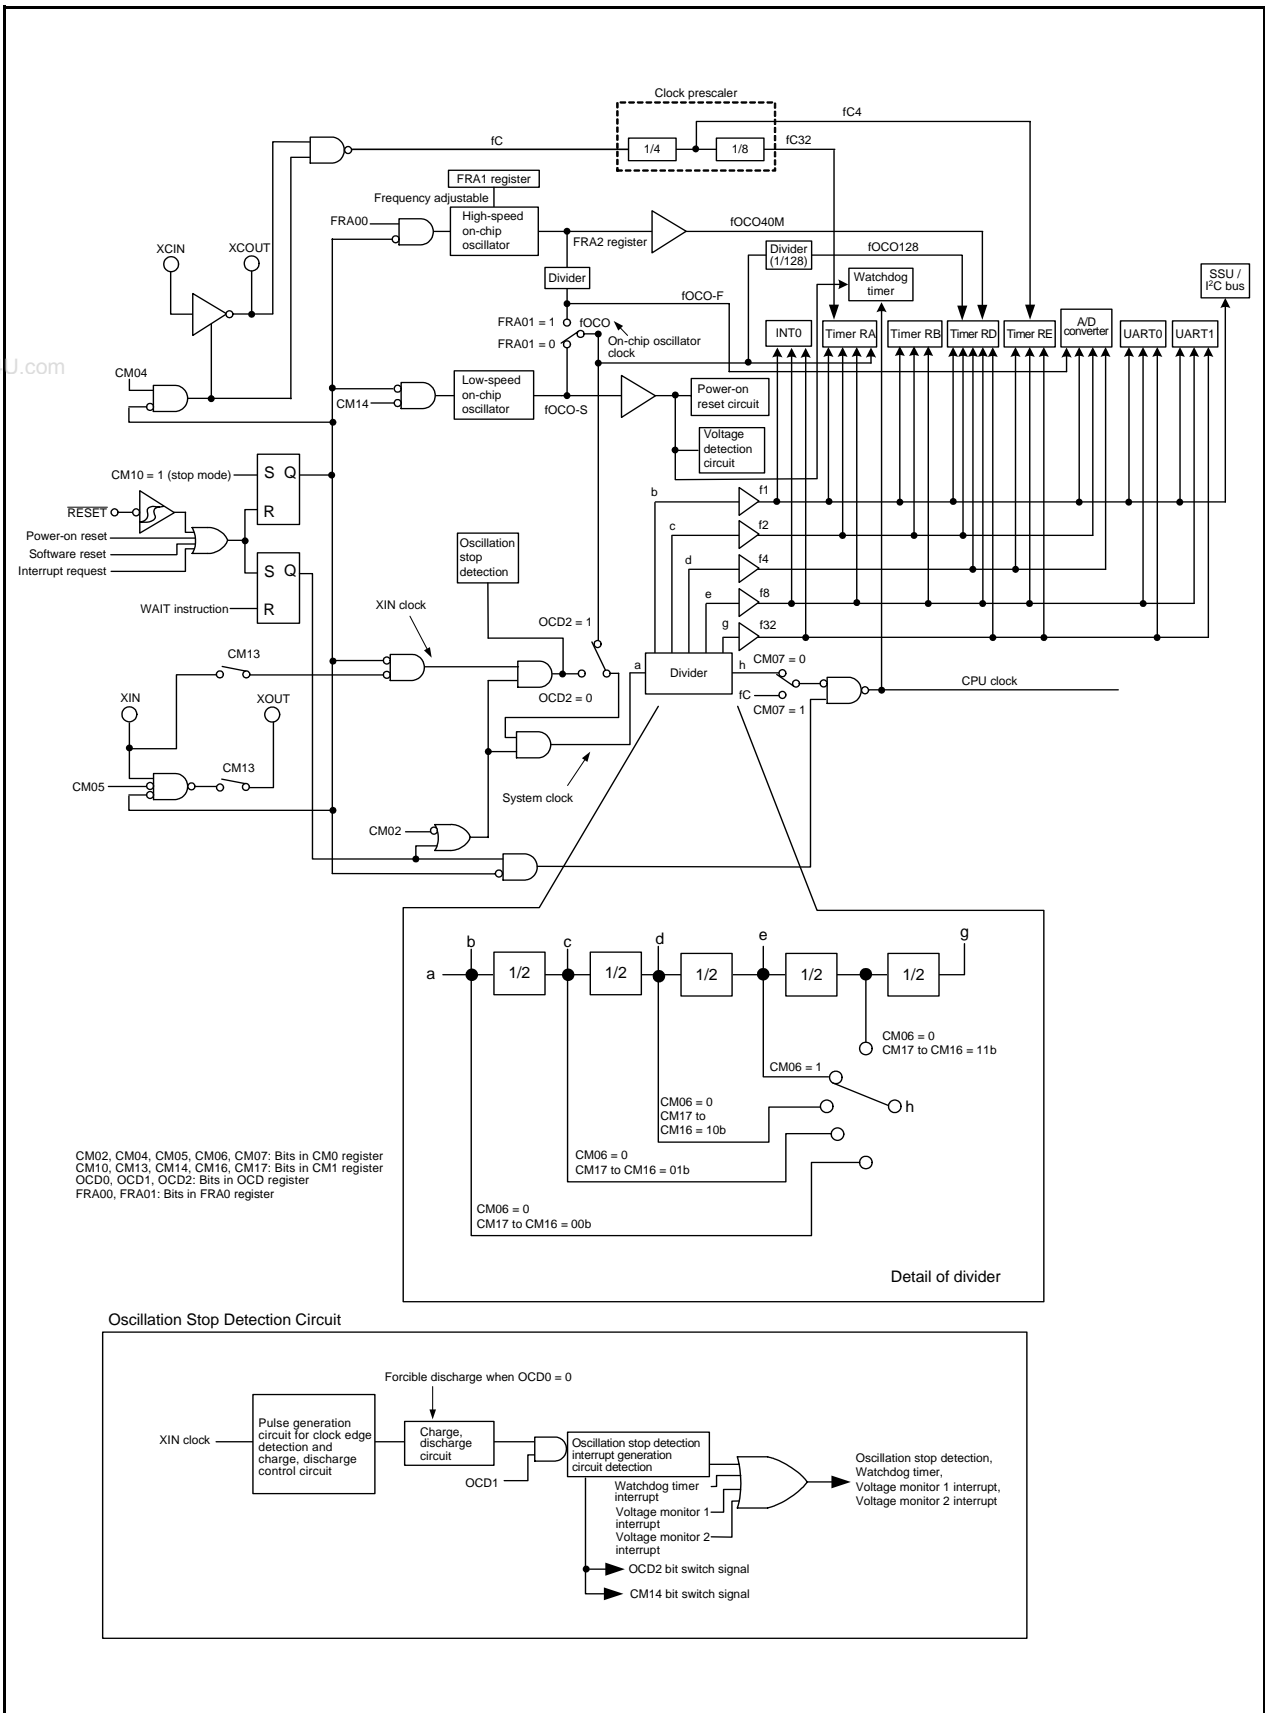 Clock prescaler
fC4
fC
1/4
1/8
fC32
FRA1 register
Frequency adjustable
FRA00
High-speed
on-chip
oscillator
FRA2 register
fOCO40M
XCIN
XCOUT
Divider
(1/128)
fOCO128
Divider
Watchdog
timer
SSU /
I2C bus
fOCO-F
FRA01 = 1
fOCO
FRA01 = 0
On-chip oscillator
clock
INT0
Timer RA
Timer RB
Timer RD
Timer RE
A/D
converter
UART0
UART1
U.com
CM04
CM14
Low-speed
on-chip
oscillator
fOCO-S
Power-on
reset circuit
Voltage
detection
circuit
CM10 = 1 (stop mode)
S Q
R
RESET
Power-on reset
Software reset
Interrupt request
S Q
R
WAIT instruction
b
f1
c
f2
d
f4
e
f8
g
f32
Oscillation
stop
detection
XIN clock
OCD2 = 1
OCD2 = 0
a
Divider
h
CM07 = 0
fC
CM07 = 1
CPU clock
CM13
XIN
XOUT
CM13
CM05
System clock
CM02
a
b
1/2
c
1/2
d
1/2
e
1/2
1/2
g
CM06 = 0
CM17 to CM16 = 11b
CM06 = 1
h
CM06 = 0
CM17 to
CM16 = 10b
CM06 = 0
CM17 to CM16 = 01b
CM06 = 0
CM17 to CM16 = 00b
Detail of divider
CM02, CM04, CM05, CM06, CM07: Bits in CM0 register
CM10, CM13, CM14, CM16, CM17: Bits in CM1 register
OCD0, OCD1, OCD2: Bits in OCD register
FRA00, FRA01: Bits in FRA0 register
Oscillation Stop Detection Circuit
Forcible discharge when OCD0 = 0
XIN clock
Pulse generation
circuit for clock edge
detection and
charge, discharge
control circuit
Charge,
discharge
circuit
OCD1
Oscillation stop detection
interrupt generation
circuit detection
Watchdog timer
interrupt
Voltage monitor 1
interrupt
Voltage monitor 2
interrupt
Oscillation stop detection,
Watchdog timer,
Voltage monitor 1 interrupt,
Voltage monitor 2 interrupt
OCD2 bit switch signal
CM14 bit switch signal